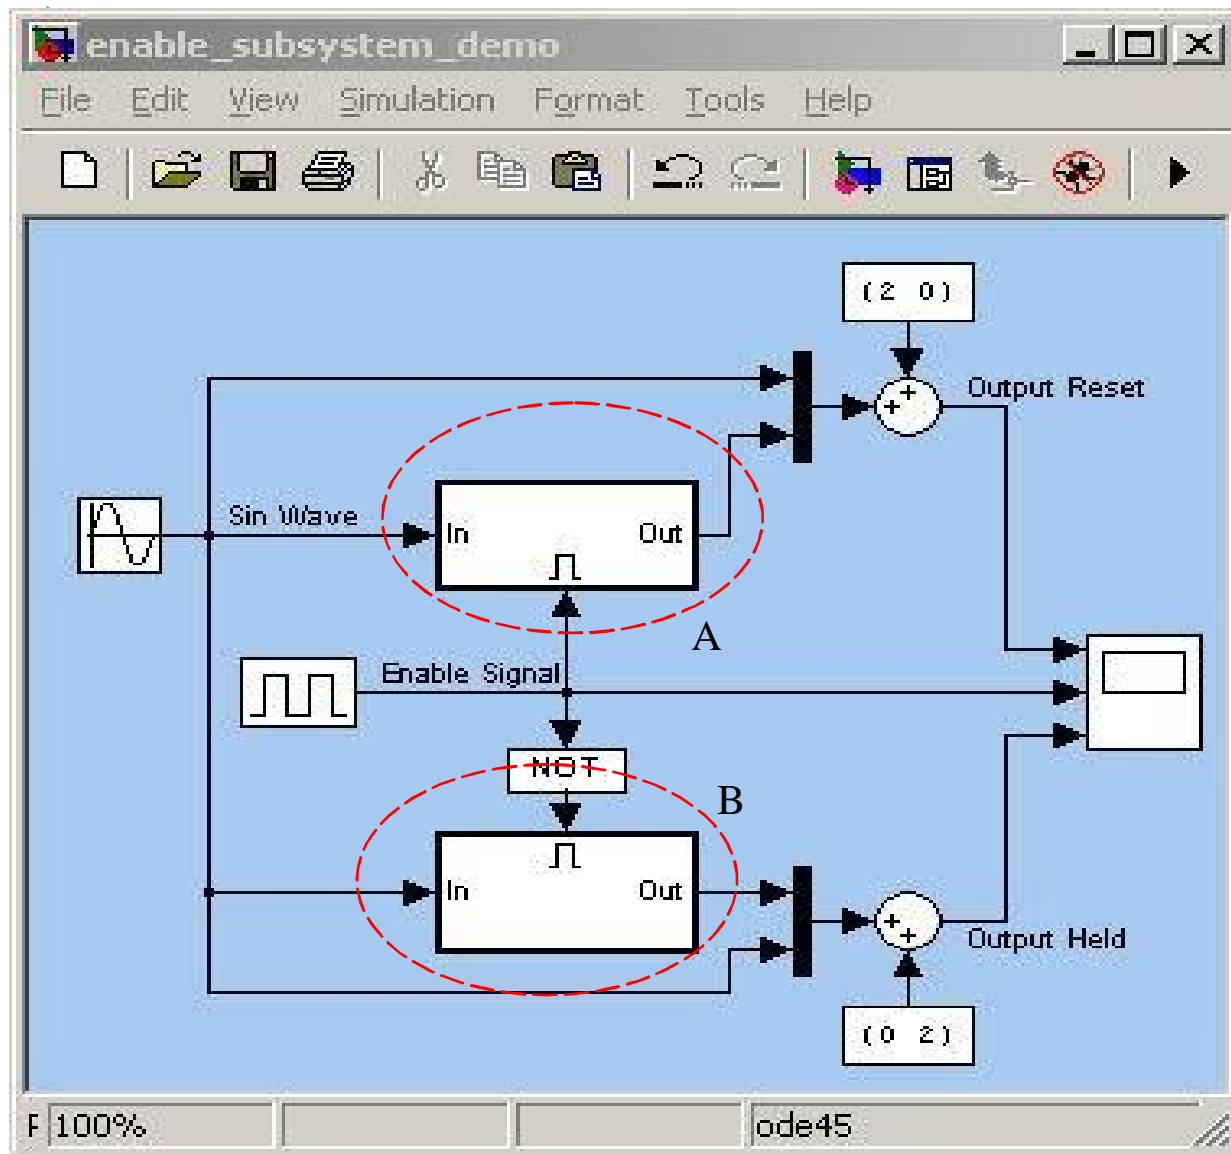 enable_subsystem_demo
File Edit View Simulation Format Tools Help
(2 0)
Output Reset
Sin Wave
In Out
A
Enable Signal
NOT
B
In Out
Output Held
(0 2)
F 100% ode45